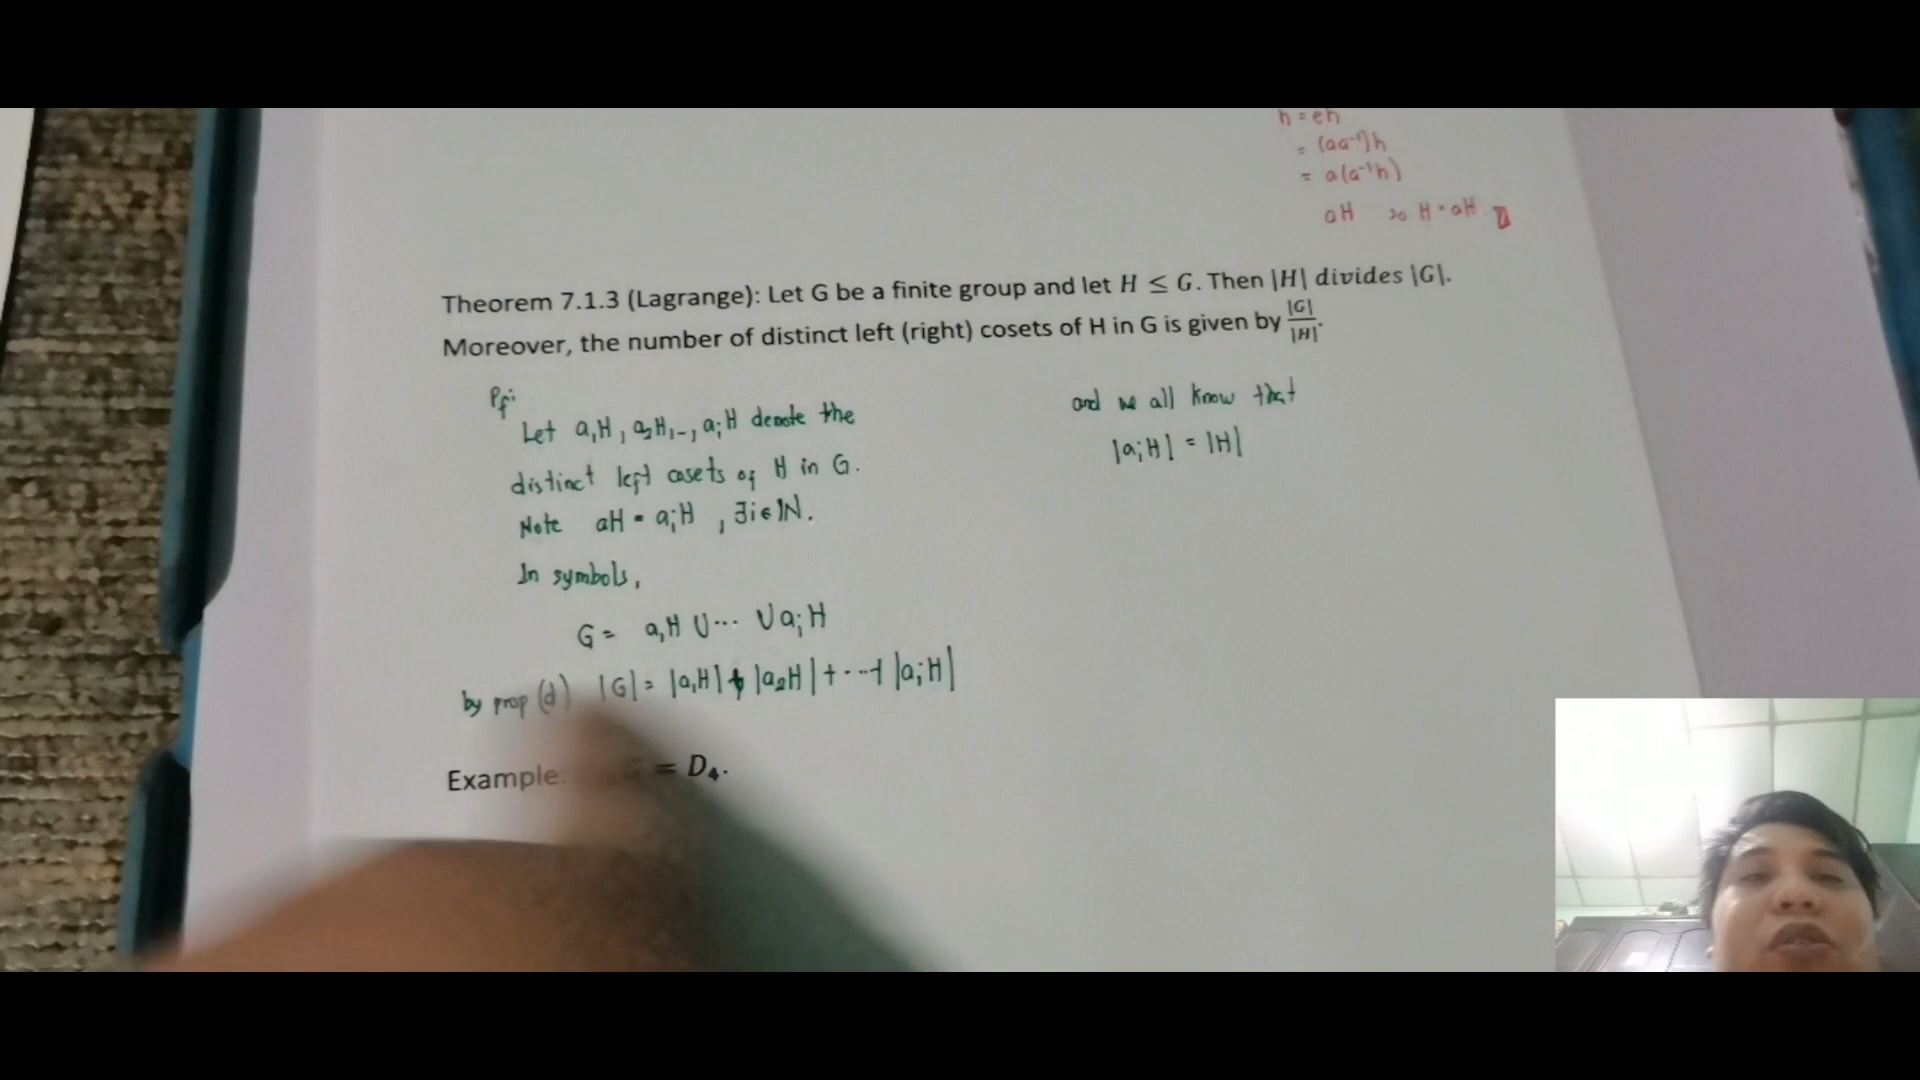 h = eh
= (aa⁻¹)h
= a(a⁻¹h)
aH so H = aH
Theorem 7.1.3 (Lagrange): Let G be a finite group and let H ≤ G. Then |H| divides |G|.
Moreover, the number of distinct left (right) cosets of H in G is given by |G|/|H|.
Pf:
Let a₁H, a₂H, -, aᵢH denote the
distinct left cosets of H in G.
Note aH = aᵢH , ∃i∈ℕ.
In symbols,
G = a₁H ∪ ··· ∪ aᵢH
by prop (d) |G| = |a₁H| + |a₂H| + ··· + |aᵢH|
and we all know that
|aᵢH| = |H|
Example: G = D₄.